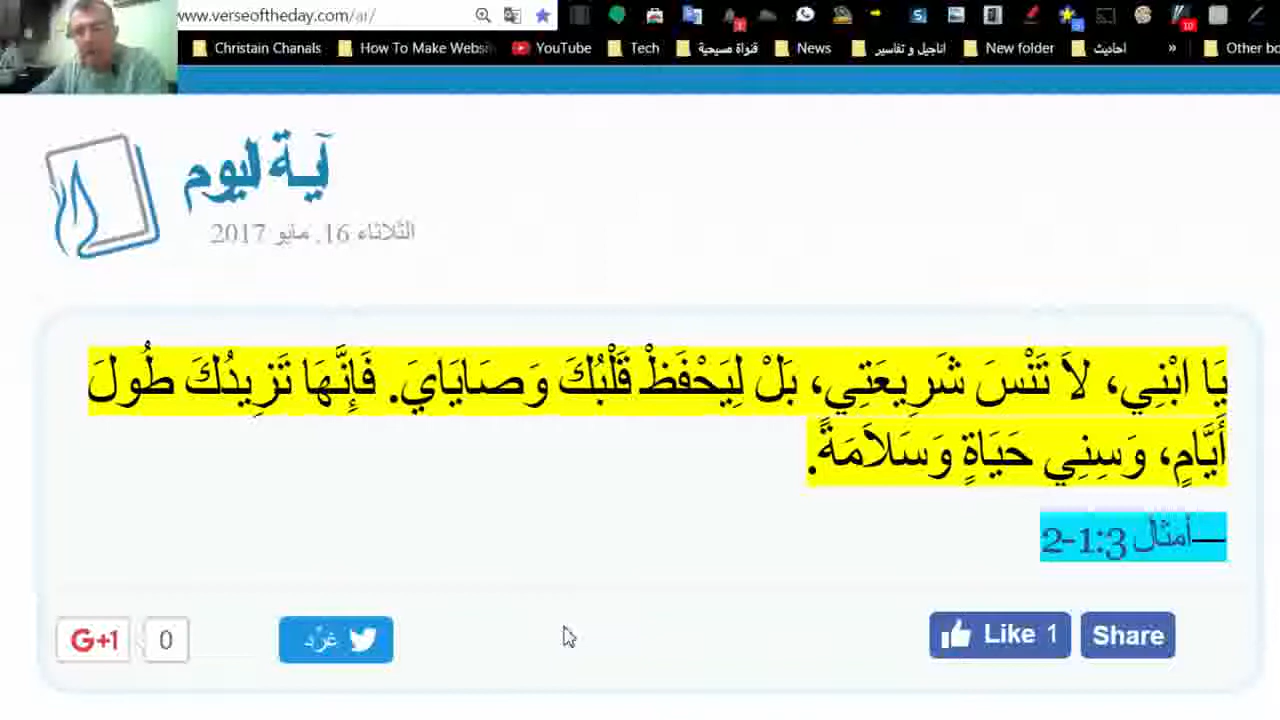 www.verseoftheday.com/ar/
Christain Chanals
How To Make Websi
YouTube
Tech
قنواة مسيحية
News
اناجيل و تفاسير
New folder
احاديث
»
Other bo
آية اليوم
الثلاثاء 16. مايو 2017
يَا ابْنِي، لاَ تَنْسَ شَرِيعَتِي، بَلْ لِيَحْفَظْ قَلْبُكَ وَصَايَايَ. فَإِنَّهَا تَزِيدُكَ طُولَ
أَيَّامٍ، وَسِنِي حَيَاةٍ وَسَلاَمَةً.
—أمثال 1:3-2
G+1
0
غرِّد
Like 1
Share